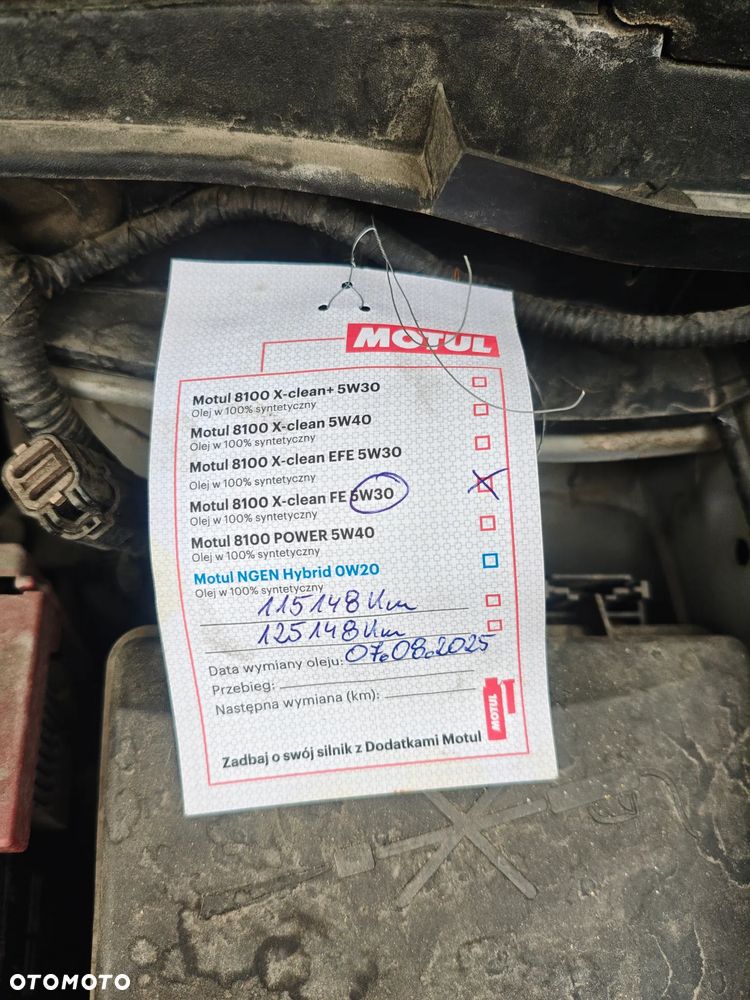 MOTUL
Motul 8100 X-clean+ 5W30
Olej w 100% syntetyczny
Motul 8100 X-clean 5W40
Olej w 100% syntetyczny
Motul 8100 X-clean EFE 5W30
Olej w 100% syntetyczny
Motul 8100 X-clean FE 5W30
Olej w 100% syntetyczny
Motul 8100 POWER 5W40
Olej w 100% syntetyczny
Motul NGEN Hybrid 0W20
Olej w 100% syntetyczny
115148 Km
125148 Km
Data wymiany oleju: 07.08.2025
Przebieg:
Następna wymiana (km):
MOTUL
Zadbaj o swój silnik z Dodatkami Motul
OTOMOTO